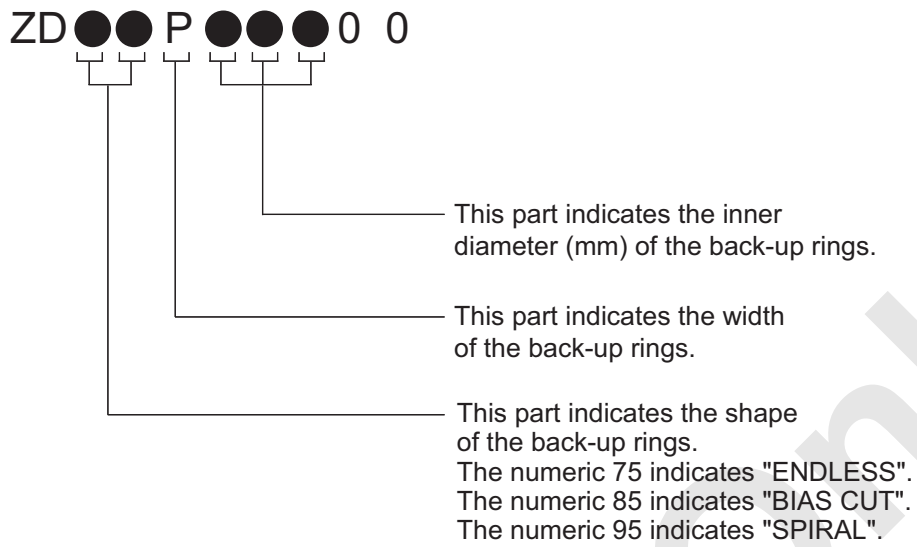 ZD●●P●●●0 0
This part indicates the inner
diameter (mm) of the back-up rings.
This part indicates the width
of the back-up rings.
This part indicates the shape
of the back-up rings.
The numeric 75 indicates "ENDLESS".
The numeric 85 indicates "BIAS CUT".
The numeric 95 indicates "SPIRAL".